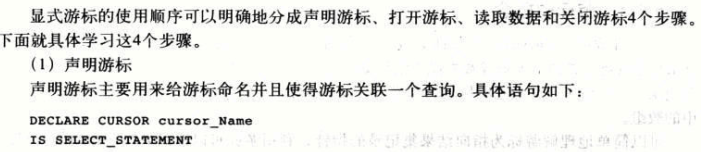 显式游标的使用顺序可以明确地分成声明游标、打开游标、读取数据和关闭游标4个步骤。
下面就具体学习这4个步骤。
(1) 声明游标
声明游标主要用来给游标命名并且使得游标关联一个查询。具体语句如下:
DECLARE CURSOR cursor_Name
IS SELECT_STATEMENT